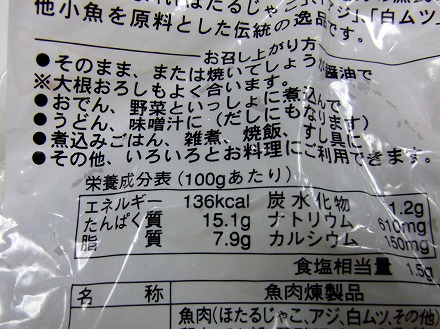 他小魚を原料とした伝統の逸品です。
お召し上がり方
●そのまま、または焼いてしょうが醤油で
※大根おろしもよく合います。
●おでん、野菜といっしょに煮込んで
●うどん、味噌汁に(だしにもなります)
●煮込みごはん、雑煮、焼飯、すし具に
●その他、いろいろとお料理にご利用できます。
栄養成分表(100gあたり)
エネルギー 136kcal 炭水化物 1.2g
たんぱく質 15.1g ナトリウム 610mg
脂質 7.9g カルシウム 150mg
食塩相当量 1.5g
名称 魚肉煉製品
魚肉(ほたるじゃこ、アジ、白ムツ、その他)